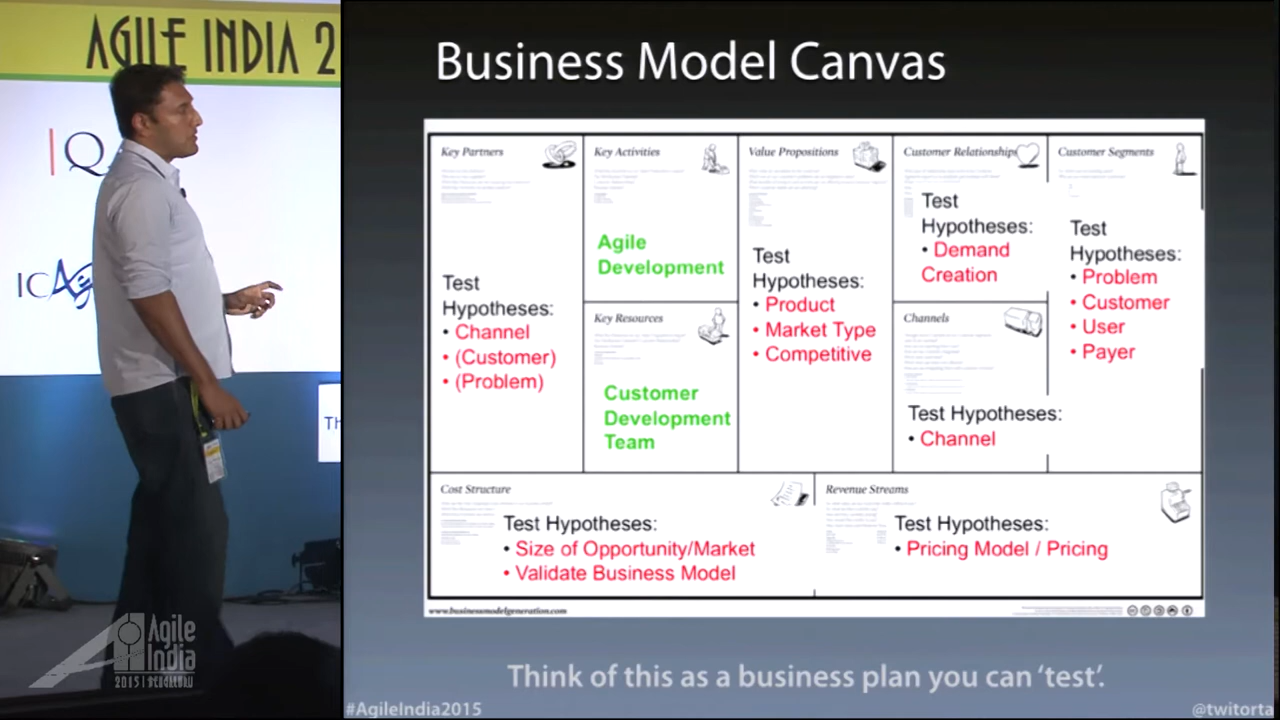 AGILE INDIA 2
IQ
ICAg
Th
Agile
India
2015 | BENGALURU
Business Model Canvas
Key Partners
Test
Hypotheses:
• Channel
• (Customer)
• (Problem)
Key Activities
Agile
Development
Key Resources
Customer
Development
Team
Value Propositions
Test
Hypotheses:
• Product
• Market Type
• Competitive
Customer Relationships
Test
Hypotheses:
• Demand
Creation
Channels
Test Hypotheses:
• Channel
Customer Segments
Test
Hypotheses:
• Problem
• Customer
• User
• Payer
Cost Structure
Test Hypotheses:
• Size of Opportunity/Market
• Validate Business Model
Revenue Streams
Test Hypotheses:
• Pricing Model / Pricing
www.businessmodelgeneration.com
Think of this as a business plan you can ‘test’.
#AgileIndia2015
@twitorta